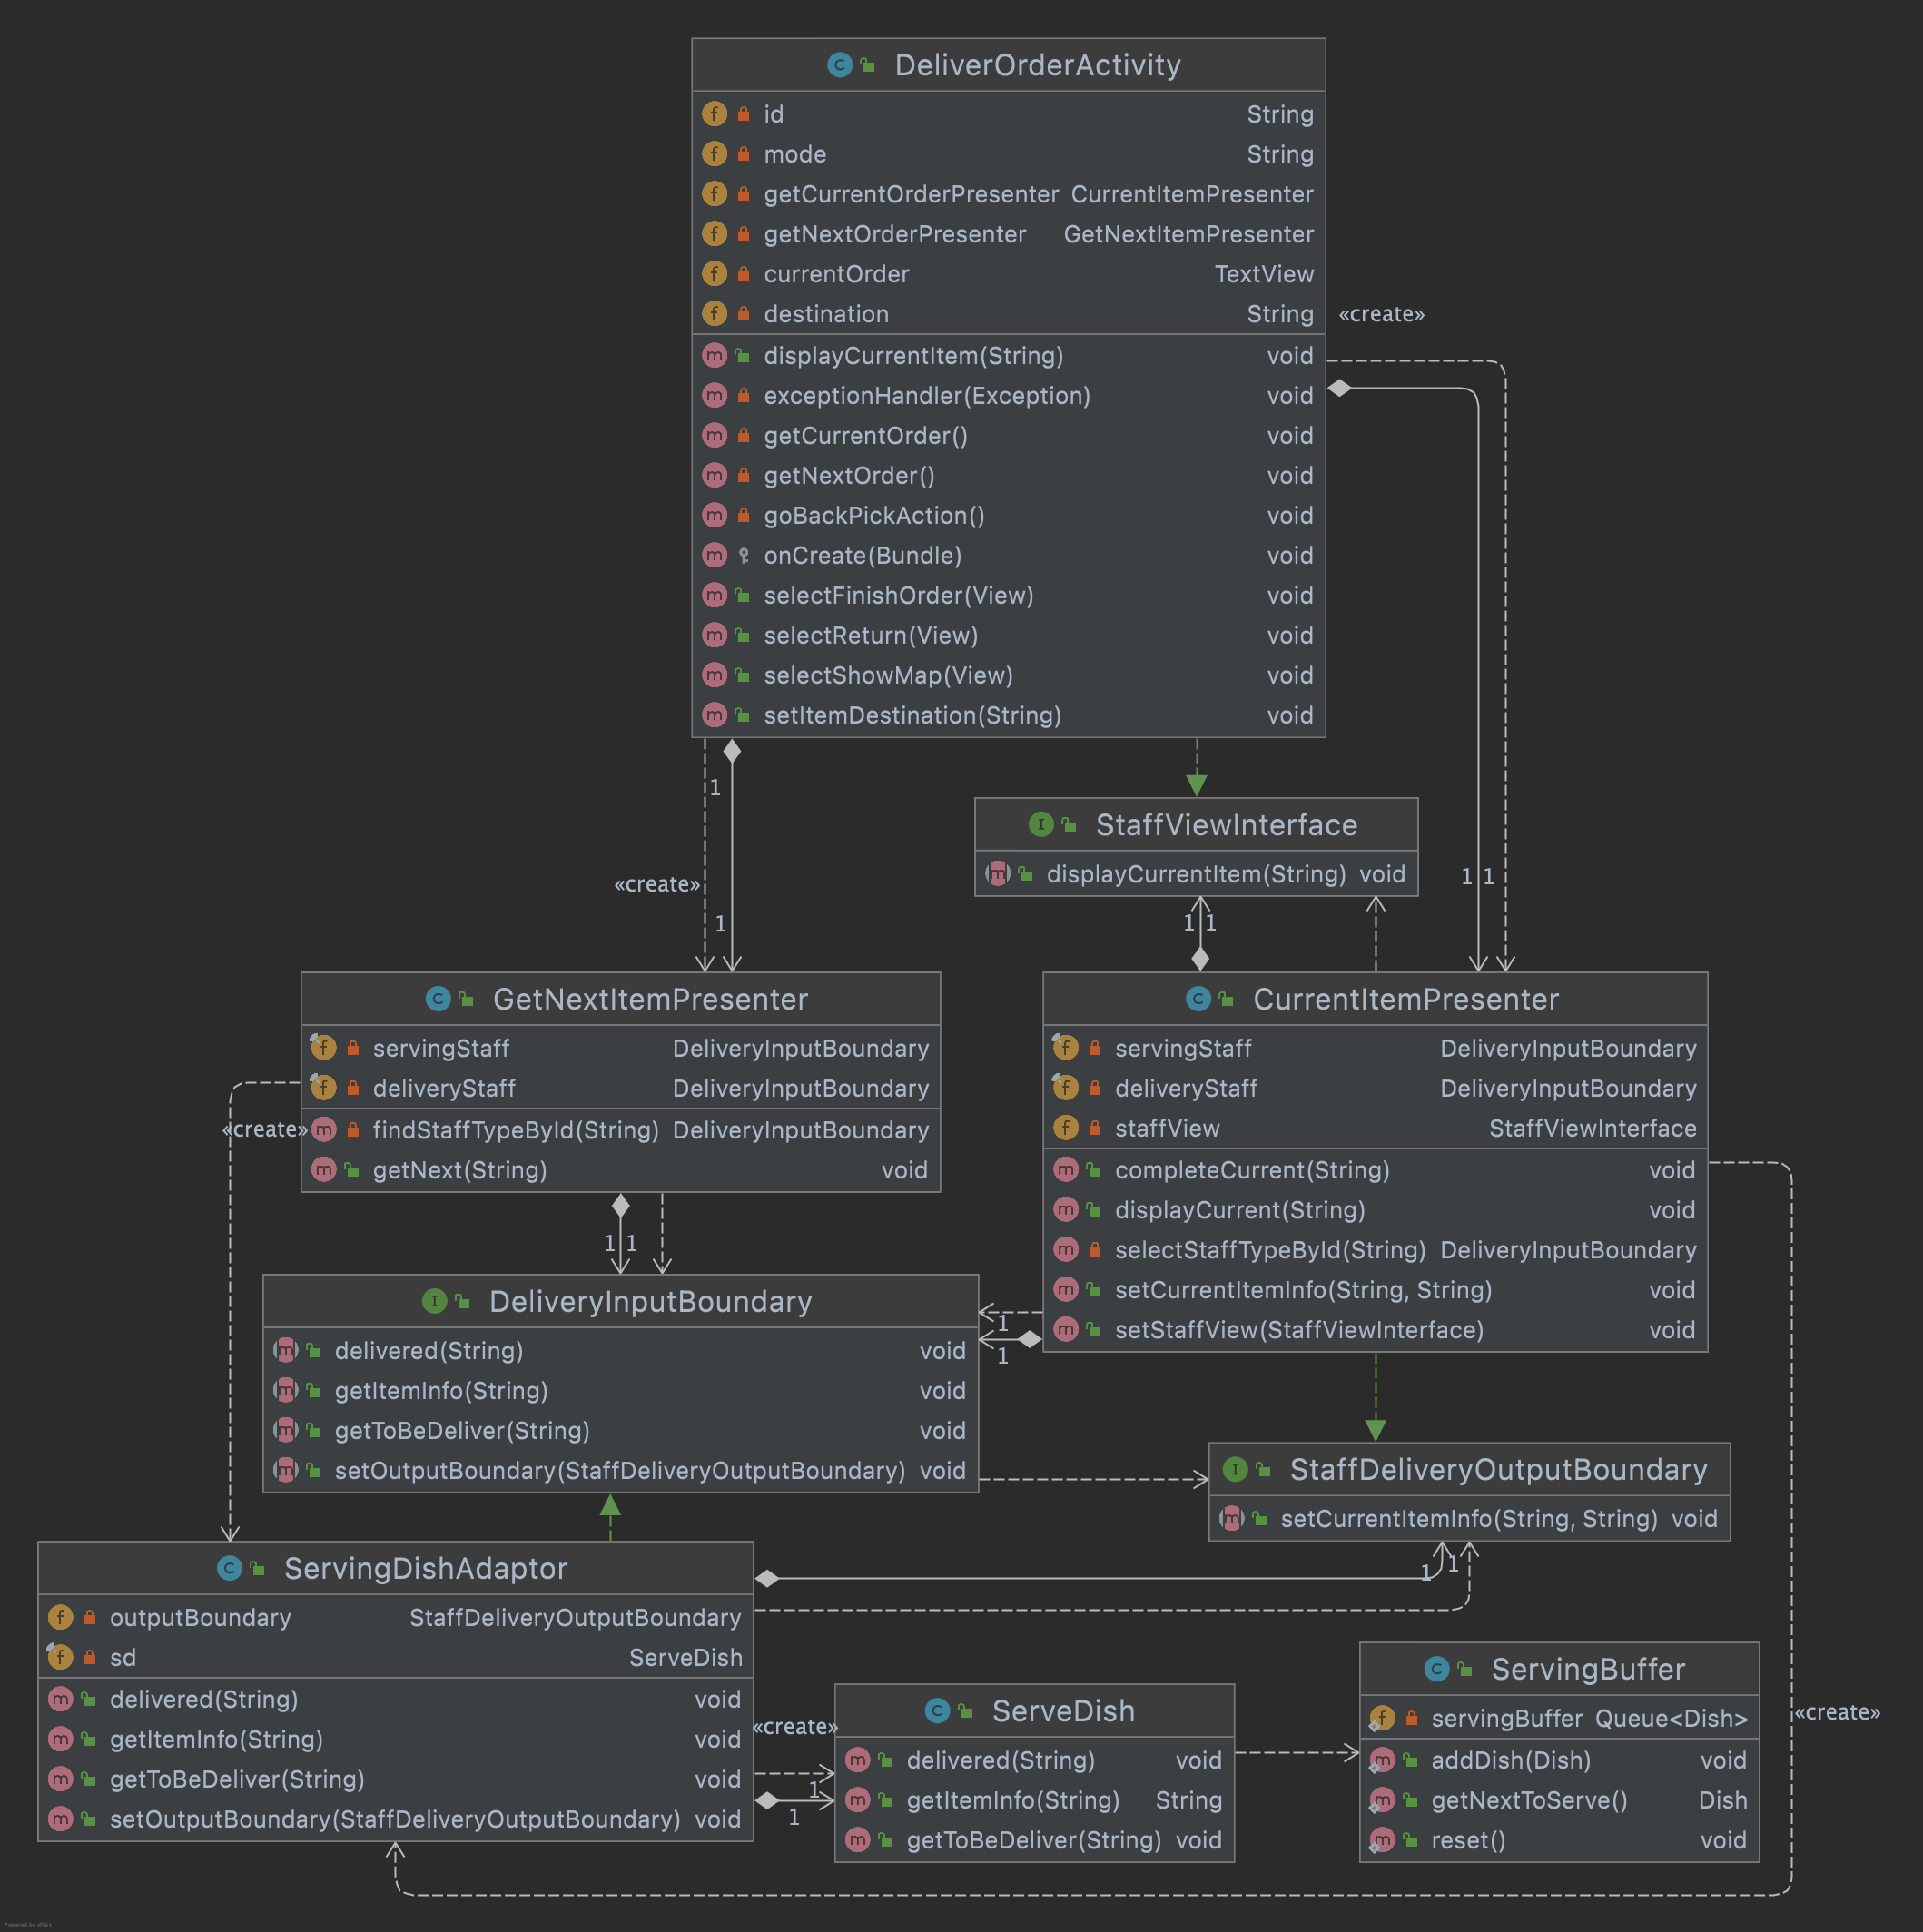 DeliverOrderActivity
id String
mode String
getCurrentOrderPresenter CurrentItemPresenter
getNextOrderPresenter GetNextItemPresenter
currentOrder TextView
destination String
«create»
displayCurrentItem(String) void
exceptionHandler(Exception) void
getCurrentOrder() void
getNextOrder() void
goBackPickAction() void
onCreate(Bundle) void
selectFinishOrder(View) void
selectReturn(View) void
selectShowMap(View) void
setItemDestination(String) void
1
StaffViewInterface
displayCurrentItem(String) void
1 1
«create»
1
1 1
GetNextItemPresenter
servingStaff DeliveryInputBoundary
deliveryStaff DeliveryInputBoundary
findStaffTypeById(String) DeliveryInputBoundary
getNext(String) void
«create»
1 1
CurrentItemPresenter
servingStaff DeliveryInputBoundary
deliveryStaff DeliveryInputBoundary
staffView StaffViewInterface
completeCurrent(String) void
displayCurrent(String) void
selectStaffTypeById(String) DeliveryInputBoundary
setCurrentItemInfo(String, String) void
setStaffView(StaffViewInterface) void
DeliveryInputBoundary
delivered(String) void
getItemInfo(String) void
getToBeDeliver(String) void
setOutputBoundary(StaffDeliveryOutputBoundary) void
1
1
StaffDeliveryOutputBoundary
setCurrentItemInfo(String, String) void
1 1
ServingDishAdaptor
outputBoundary StaffDeliveryOutputBoundary
sd ServeDish
delivered(String) void
getItemInfo(String) void
getToBeDeliver(String) void
setOutputBoundary(StaffDeliveryOutputBoundary) void
«create»
1
1
ServeDish
delivered(String) void
getItemInfo(String) String
getToBeDeliver(String) void
ServingBuffer
servingBuffer Queue<Dish>
addDish(Dish) void
getNextToServe() Dish
reset() void
«create»
Powered by yFiles